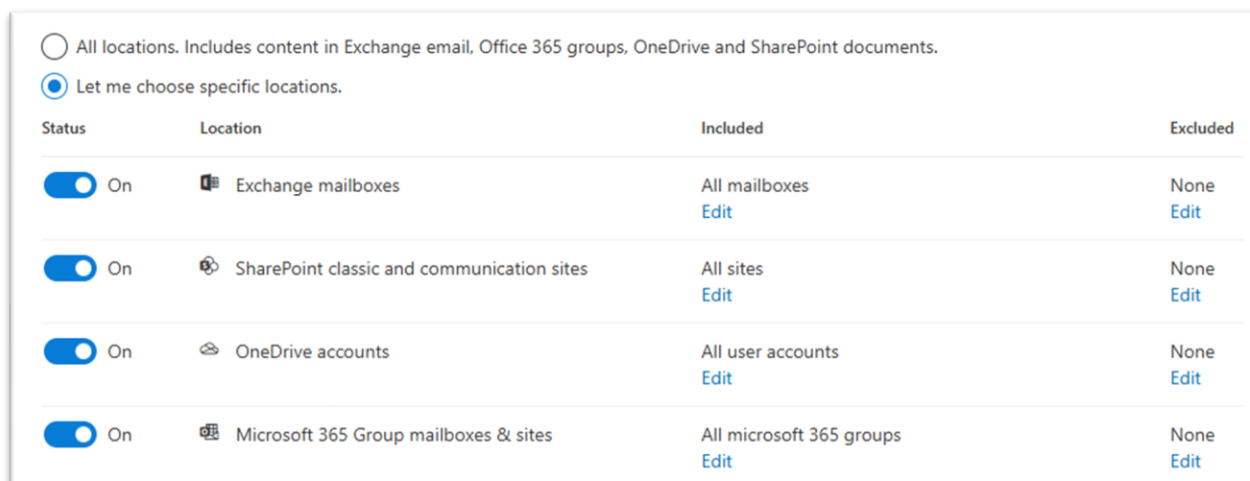 All locations. Includes content in Exchange email, Office 365 groups, OneDrive and SharePoint documents.
Let me choose specific locations.
Status Location Included Excluded
On Exchange mailboxes All mailboxes None
Edit Edit
On SharePoint classic and communication sites All sites None
Edit Edit
On OneDrive accounts All user accounts None
Edit Edit
On Microsoft 365 Group mailboxes & sites All microsoft 365 groups None
Edit Edit